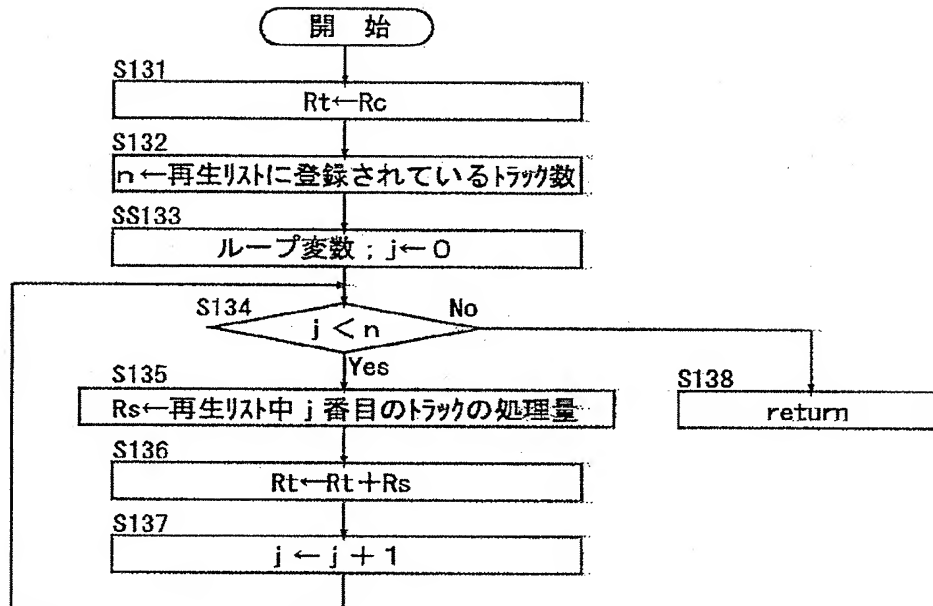 開 始
S131
Rt←Rc
S132
n←再生リストに登録されているトラック数
SS133
ループ変数;j←0
S134
j<n
No
Yes
S135
Rs←再生リスト中j番目のトラックの処理量
S138
return
S136
Rt←Rt+Rs
S137
j←j+1